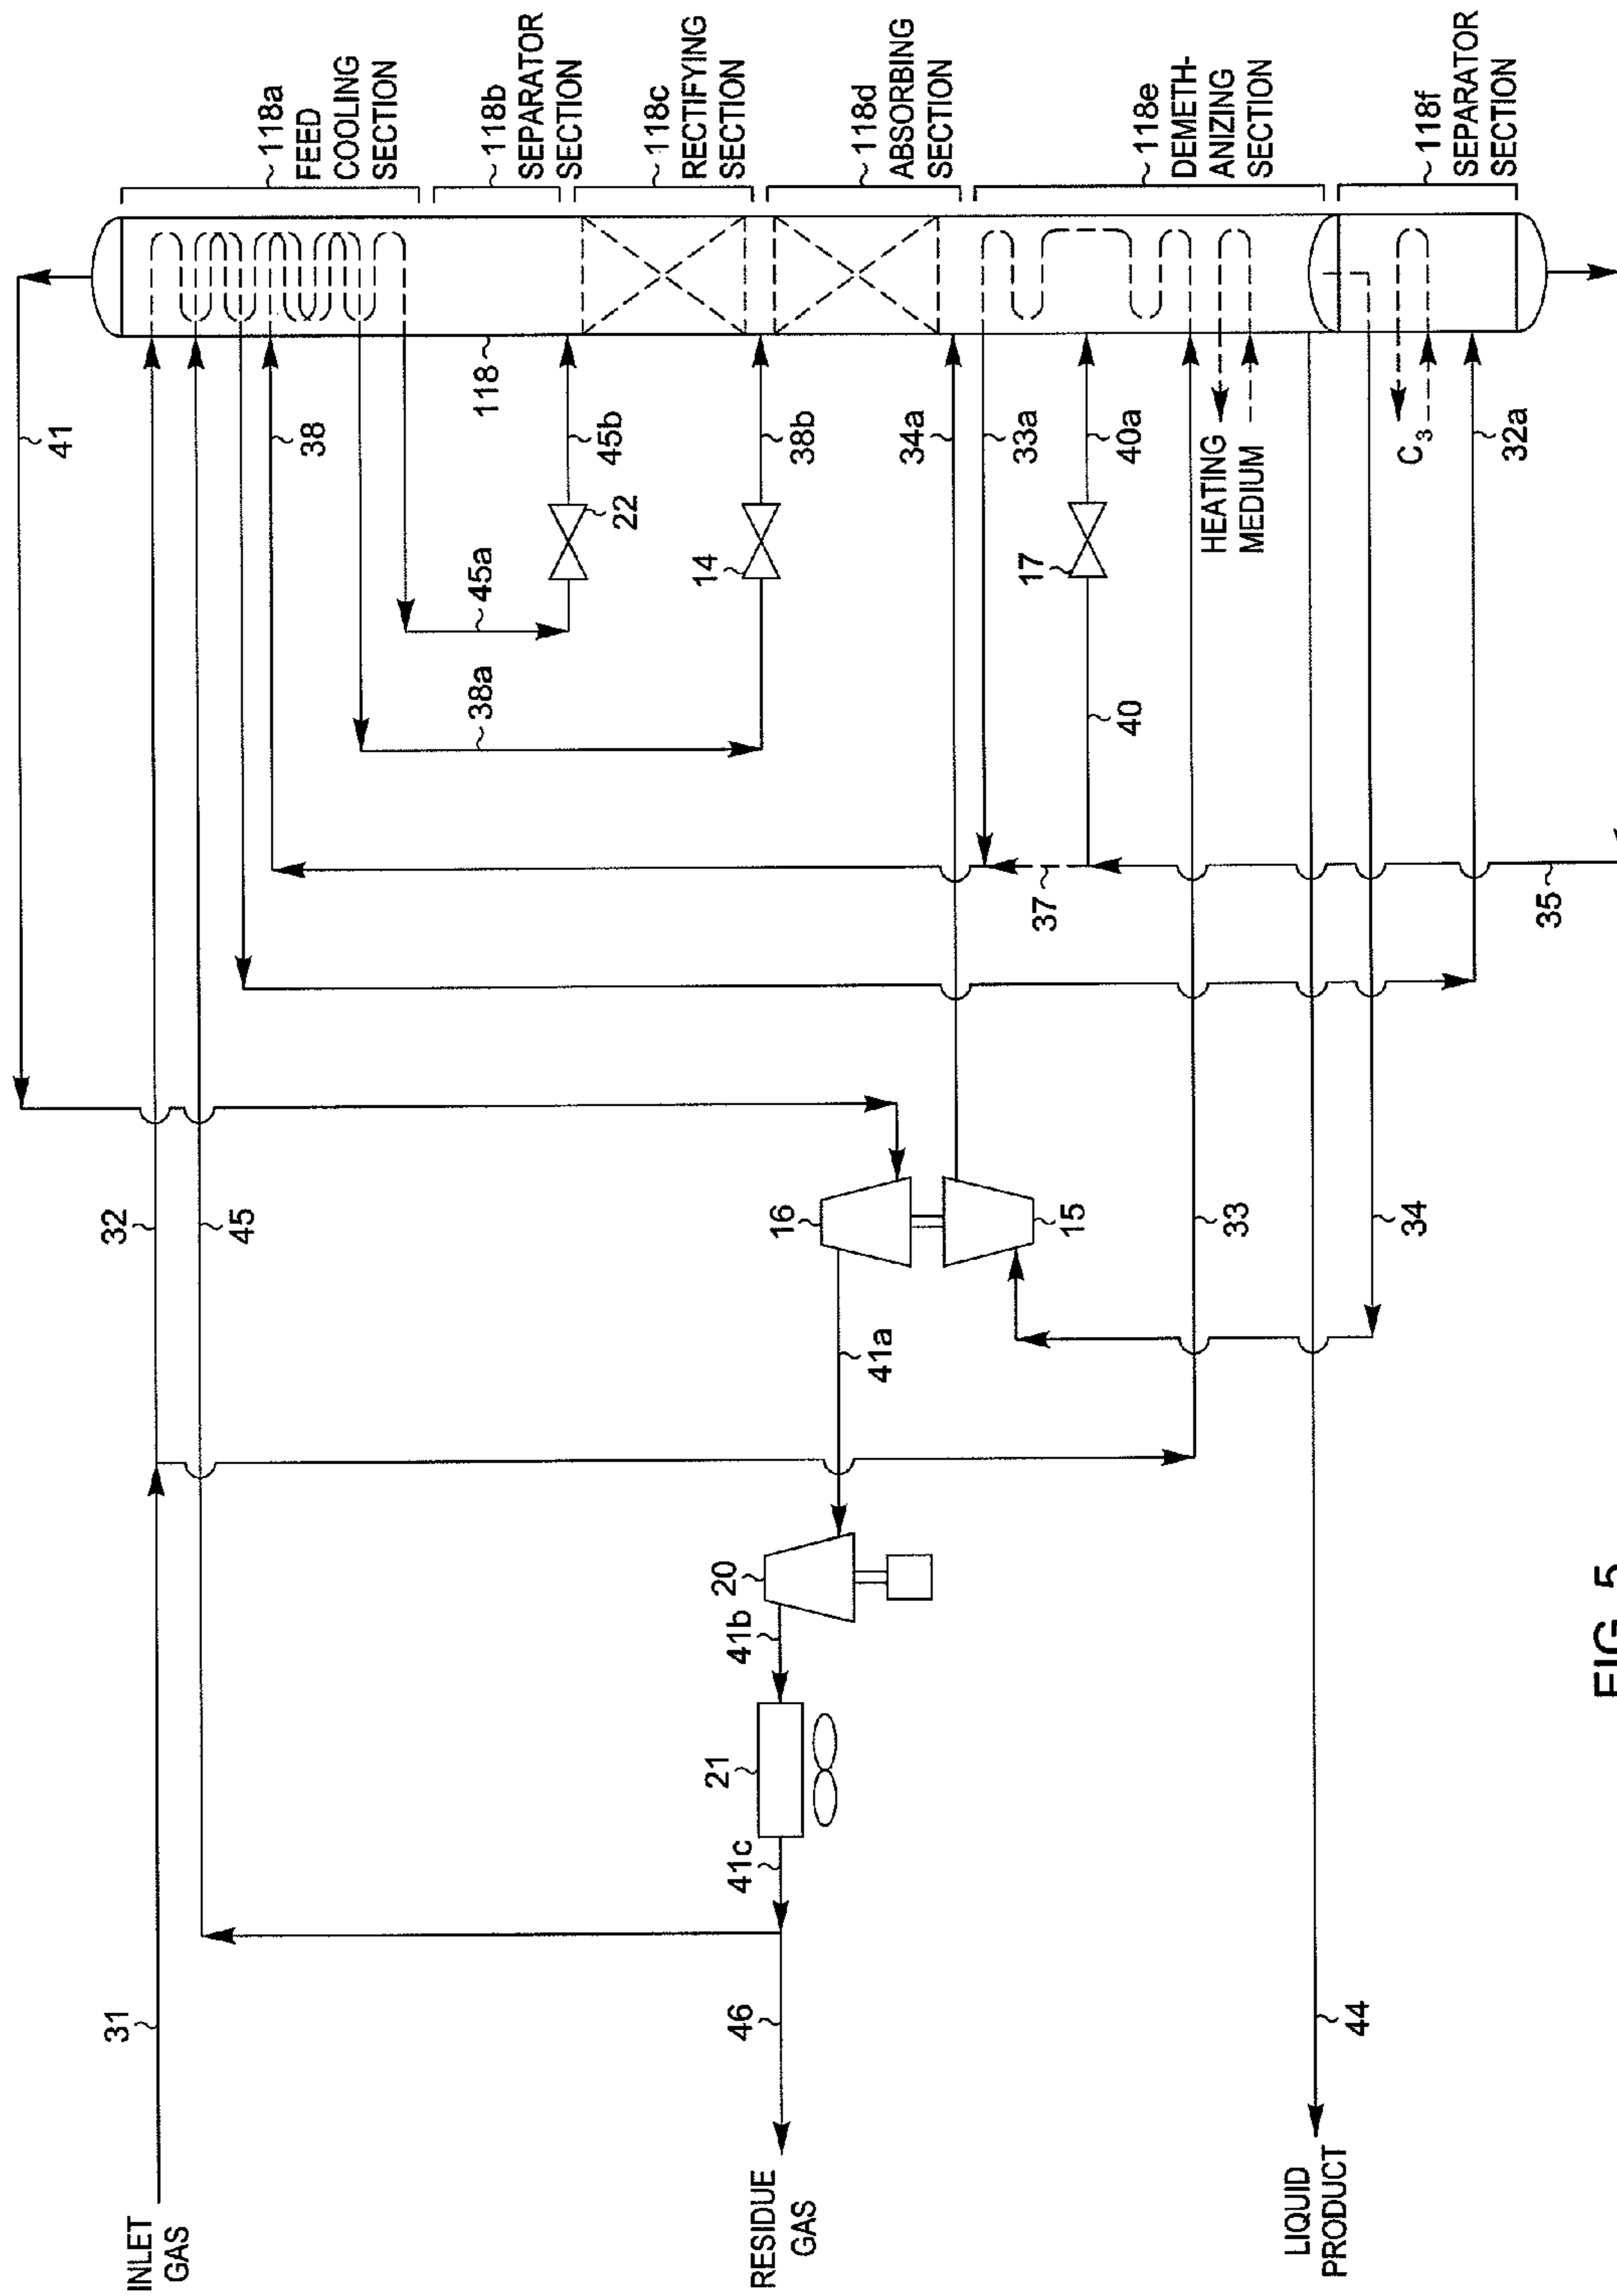 41
118a
FEED
COOLING
SECTION
118b
SEPARATOR
SECTION
118c
RECTIFYING
SECTION
118d
ABSORBING
SECTION
118e
DEMETH-
ANIZING
SECTION
118f
SEPARATOR
SECTION
118
38
45b
22
45a
38b
14
38a
34a
33a
40a
17
40
HEATING
MEDIUM
C3
32a
37
35
32
45
16
15
33
34
41a
20
41b
21
41c
31
46
44
INLET
GAS
RESIDUE
GAS
LIQUID
PRODUCT
FIG. 5